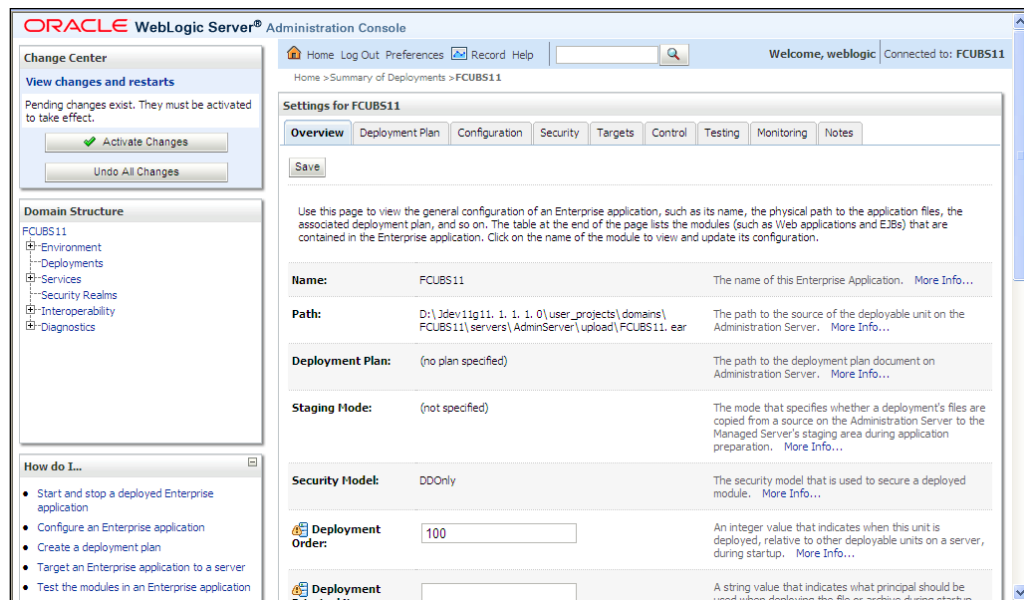 ORACLE WebLogic Server® Administration Console
Change Center
View changes and restarts
Pending changes exist. They must be activated
to take effect.
Activate Changes
Undo All Changes
Domain Structure
FCUBS11
Environment
Deployments
Services
Security Realms
Interoperability
Diagnostics
How do I...
Start and stop a deployed Enterprise
application
Configure an Enterprise application
Create a deployment plan
Target an Enterprise application to a server
Test the modules in an Enterprise application
Home Log Out Preferences Record Help
Welcome, weblogic Connected to: FCUBS11
Home >Summary of Deployments >FCUBS11
Settings for FCUBS11
Overview Deployment Plan Configuration Security Targets Control Testing Monitoring Notes
Save
Use this page to view the general configuration of an Enterprise application, such as its name, the physical path to the application files, the
associated deployment plan, and so on. The table at the end of the page lists the modules (such as Web applications and EJBs) that are
contained in the Enterprise application. Click on the name of the module to view and update its configuration.
Name: FCUBS11 The name of this Enterprise Application. More Info...
Path: D:\Jdev11g11. 1. 1. 1. 0\user_projects\domains\ The path to the source of the deployable unit on the
FCUBS11\servers\AdminServer\upload\FCUBS11. ear Administration Server. More Info...
Deployment Plan: (no plan specified) The path to the deployment plan document on
Administration Server. More Info...
Staging Mode: (not specified) The mode that specifies whether a deployment's files are
copied from a source on the Administration Server to the
Managed Server's staging area during application
preparation. More Info...
Security Model: DDOnly The security model that is used to secure a deployed
module. More Info...
Deployment 100 An integer value that indicates when this unit is
Order: deployed, relative to other deployable units on a server,
during startup. More Info...
Deployment A string value that indicates what principal should be
used when deploying the file or archive during startup